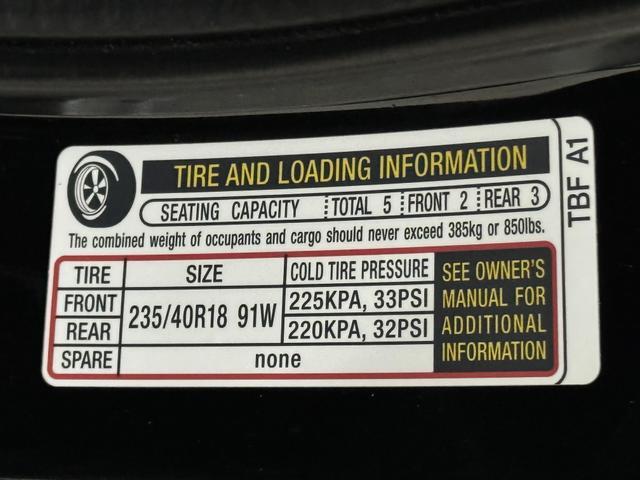 TIRE AND LOADING INFORMATION
SEATING CAPACITY TOTAL 5 FRONT 2 REAR 3
The combined weight of occupants and cargo should never exceed 385kg or 850lbs.
TIRE SIZE COLD TIRE PRESSURE
FRONT 235/40R18 91W 225KPA, 33PSI
REAR 220KPA, 32PSI
SPARE none
SEE OWNER'S
MANUAL FOR
ADDITIONAL
INFORMATION
TBF A1